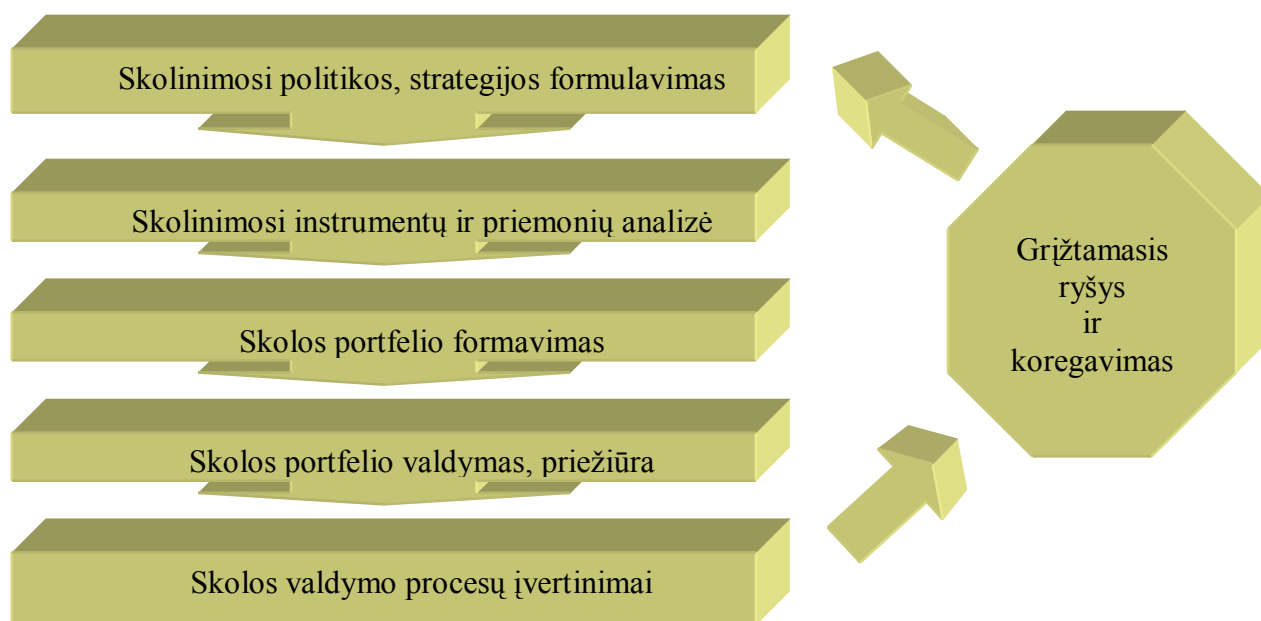 Skolinimosi politikos, strategijos formulavimas
Skolinimosi instrumentų ir priemonių analizė
Skolos portfelio formavimas
Skolos portfelio valdymas, priežiūra
Skolos valdymo procesų įvertinimai
Grįžtamasis
ryšys
ir
koregavimas